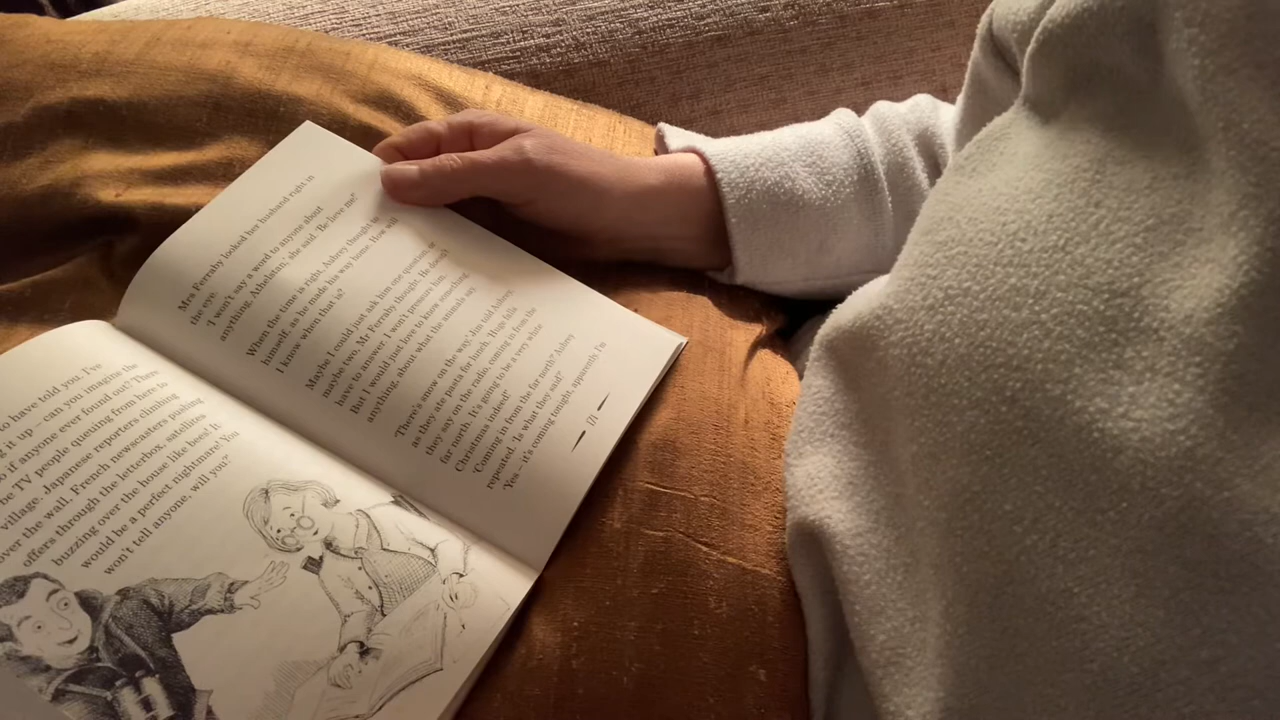 to have told you. I've
it up – can you imagine the
so if anyone ever found out? There
be TV people queuing from here to
village. Japanese reporters climbing
over the wall, French newscasters pushing
offers through the letterbox, satellites
buzzing over the house like bees! It
would be a perfect nightmare! You
won't tell anyone, will you?'
Mrs Ferraby looked her husband right in
the eye.
'I won't say a word to anyone about
anything, Athelstan,' she said. 'Believe me!'
When the time is right, Aubrey thought to
himself, as he made his way home. How will
I know when that is?
Maybe I could just ask him one question, or
maybe two, Mr Ferraby thought. He doesn't
have to answer. I won't pressure him.
But I would just love to know something,
anything, about what the animals say
'There's snow on the way,' Jim told Aubrey,
as they ate pasta for lunch. 'Huge falls
they say on the radio, coming in from the
far north. It's going to be a very white
Christmas indeed!'
'Coming in from the far north?' Aubrey
repeated. 'Is what they said?'
'Yes – it's coming tonight, apparently. I'm
171